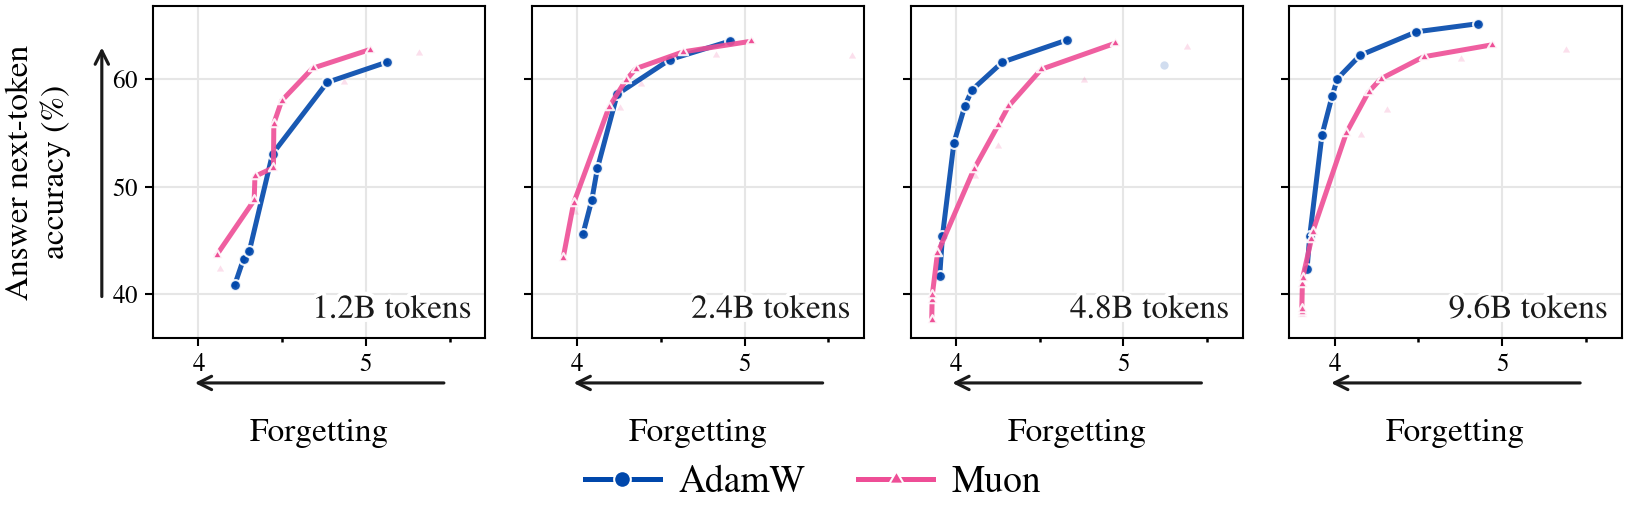 Answer next-token
accuracy (%)
60
50
40
1.2B tokens
2.4B tokens
4.8B tokens
9.6B tokens
4 5
4 5
4 5
4 5
Forgetting
Forgetting
Forgetting
Forgetting
AdamW
Muon